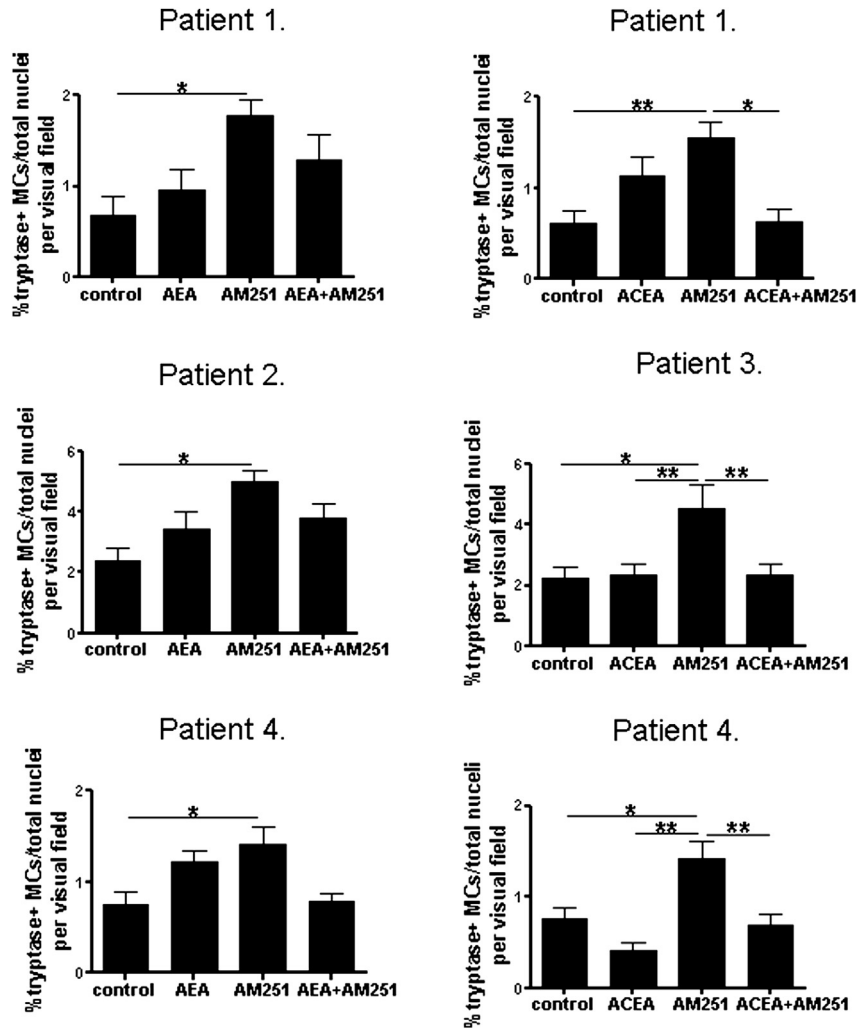 Patient 1.
%tryptase+ MCs/total nuclei
per visual field
2
1
0
*
control AEA AM251 AEA+AM251
Patient 1.
%tryptase+ MCs/total nuclei
per visual field
2
1
0
** *
control ACEA AM251 ACEA+AM251
Patient 2.
%tryptase+ MCs/total nuclei
per visual field
6
4
2
0
*
control AEA AM251 AEA+AM251
Patient 3.
%tryptase+ MCs/total nuclei
per visual field
6
4
2
0
*
** **
control ACEA AM251 ACEA+AM251
Patient 4.
%tryptase+ MCs/total nuclei
per visual field
2
1
0
*
control AEA AM251 AEA+AM251
Patient 4.
%tryptase+ MCs/total nuceli
per visual field
2
1
0
*
** **
control ACEA AM251 ACEA+AM251